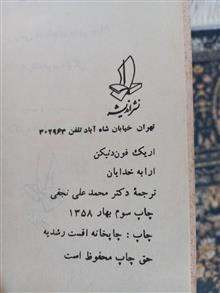 نشر اندیشه
تهران خیابان شاه آباد تلفن ۳۰۲۹۶۳
اریک فون دنیکن
ارابه خدایان
ترجمهٔ دکتر محمد علی نجفی
چاپ سوم بهار ۱۳۵۸
چاپ : چاپخانه افست رشدیه
حق چاپ محفوظ است